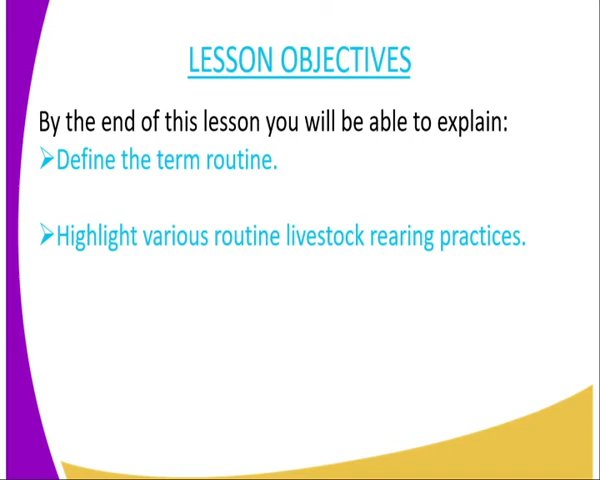 LESSON OBJECTIVES
By the end of this lesson you will be able to explain:
➢Define the term routine.
➢Highlight various routine livestock rearing practices.